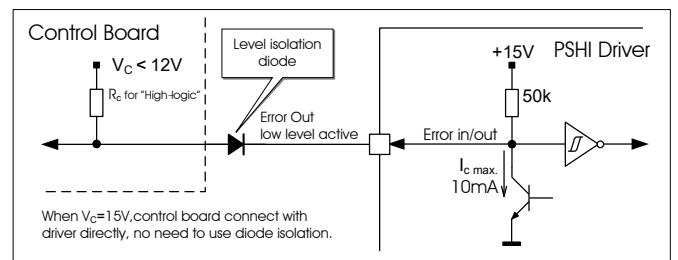 Control Board
V_C < 12V
R_c for "High-logic"
Level isolation
diode
Error Out
low level active
When V_C=15V,control board connect with
driver directly, no need to use diode isolation.
+15V
PSHI Driver
50k
Error in/out
I_c max.
10mA